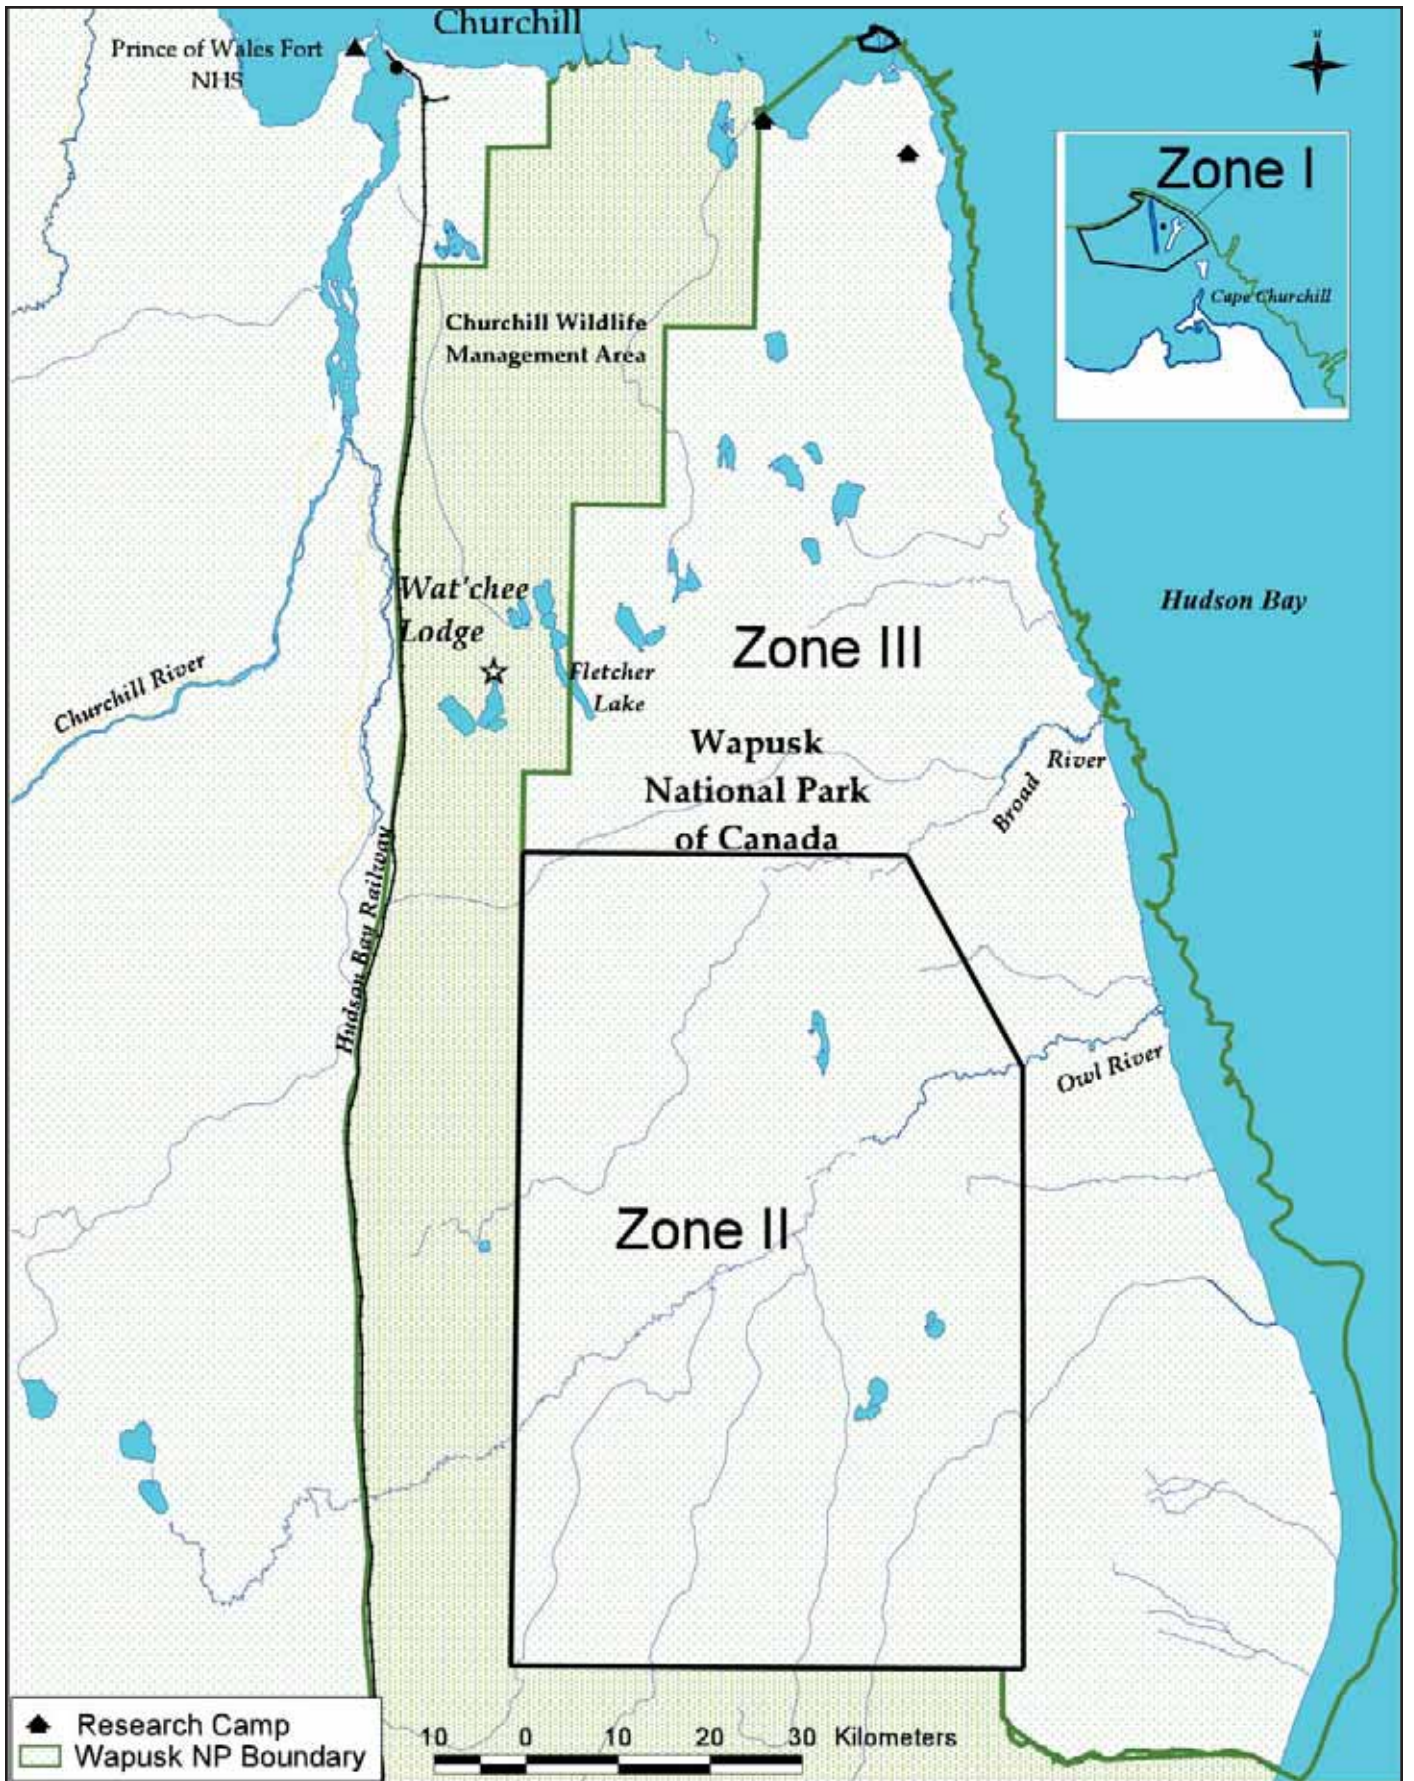 Churchill
Prince of Wales Fort
NHS
N
Zone I
Cape Churchill
Churchill Wildlife
Management Area
Hudson Bay
Wat'chee
Lodge
Zone III
Fletcher
Lake
Churchill River
Wapusk
National Park
of Canada
Broad River
Hudson Bay Railway
Owl River
Zone II
Research Camp
Wapusk NP Boundary
10 0 10 20 30 Kilometers